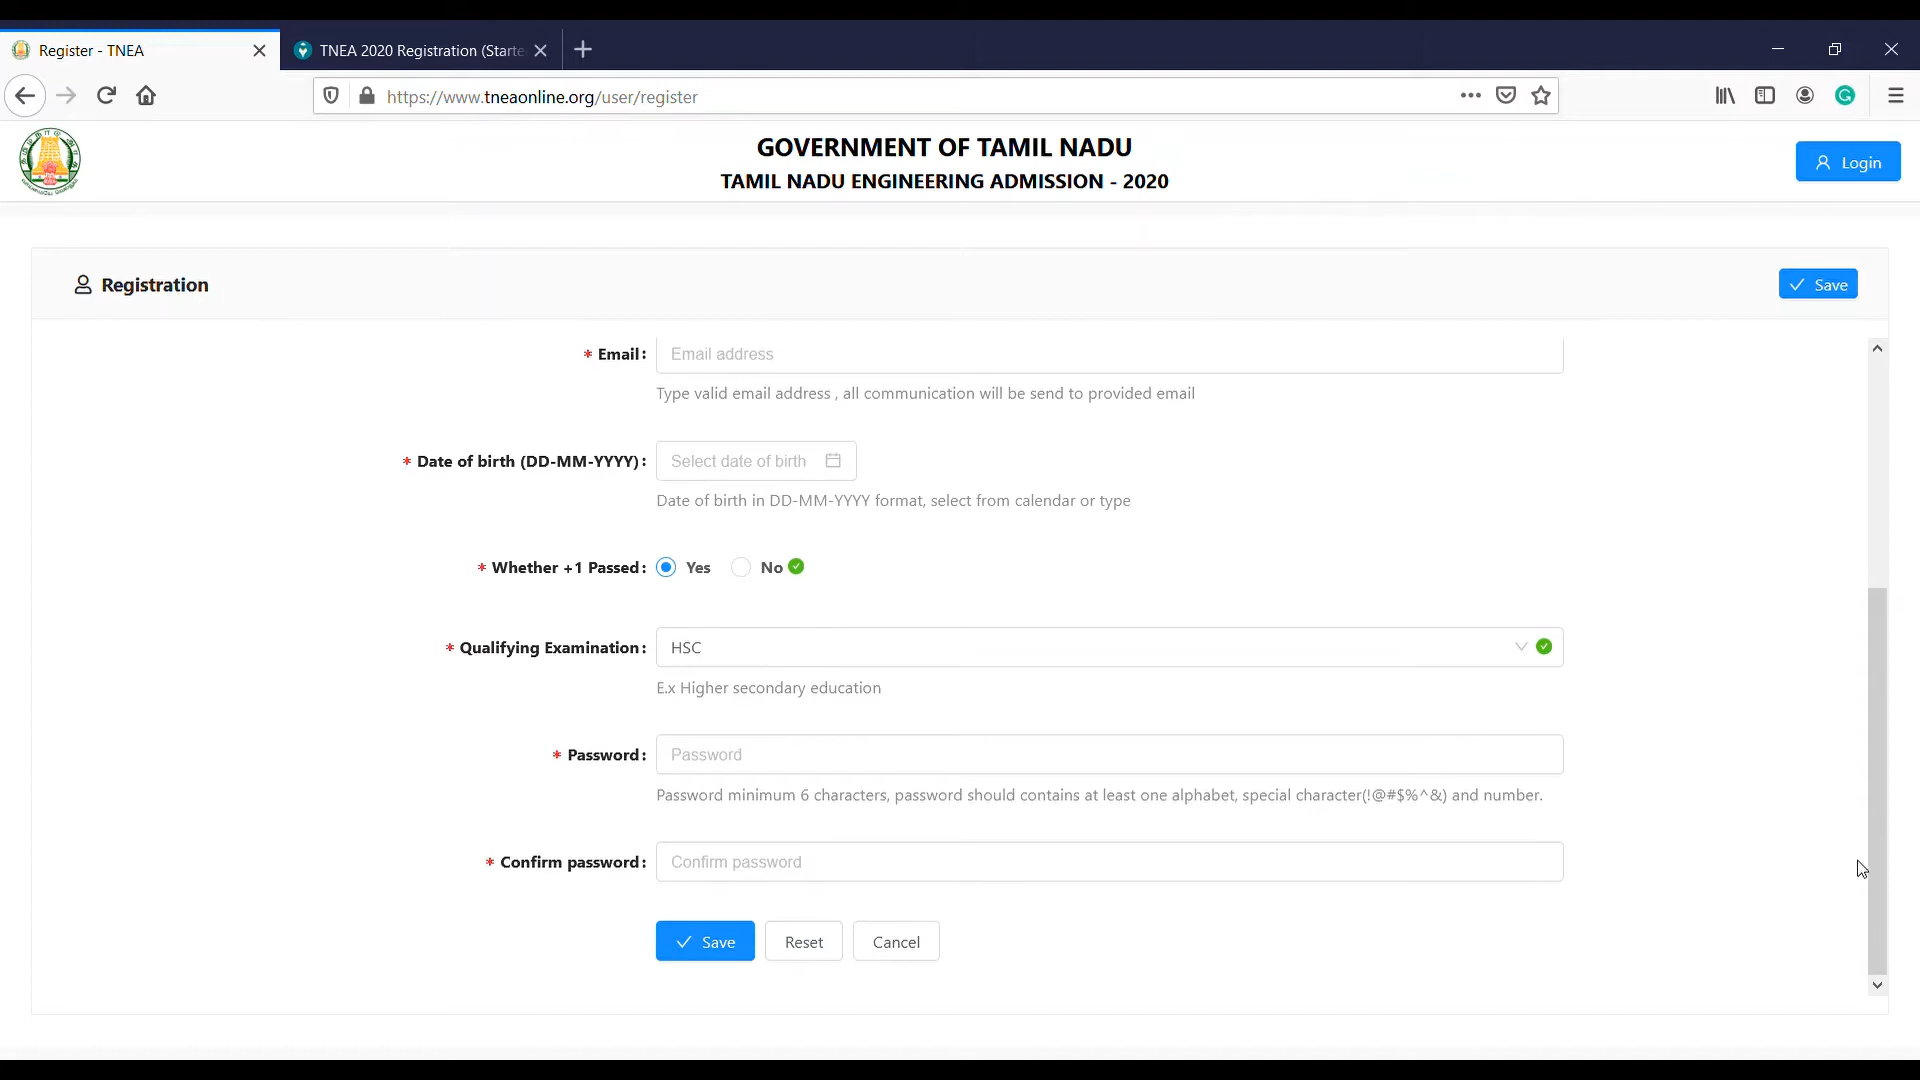 Register - TNEA
TNEA 2020 Registration (Starte
https://www.tneaonline.org/user/register
GOVERNMENT OF TAMIL NADU
TAMIL NADU ENGINEERING ADMISSION - 2020
Login
Registration
Save
* Email:
Email address
Type valid email address , all communication will be send to provided email
* Date of birth (DD-MM-YYYY):
Select date of birth
Date of birth in DD-MM-YYYY format, select from calendar or type
* Whether +1 Passed: Yes No
* Qualifying Examination:
HSC
E.x Higher secondary education
* Password:
Password
Password minimum 6 characters, password should contains at least one alphabet, special character(!@#$%^&) and number.
* Confirm password:
Confirm password
Save Reset Cancel